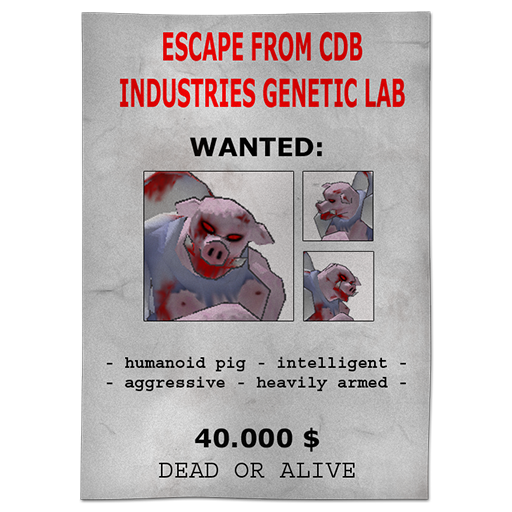 ESCAPE FROM CDB
INDUSTRIES GENETIC LAB
WANTED:
- humanoid pig - intelligent -
- aggressive - heavily armed -
40.000 $
DEAD OR ALIVE